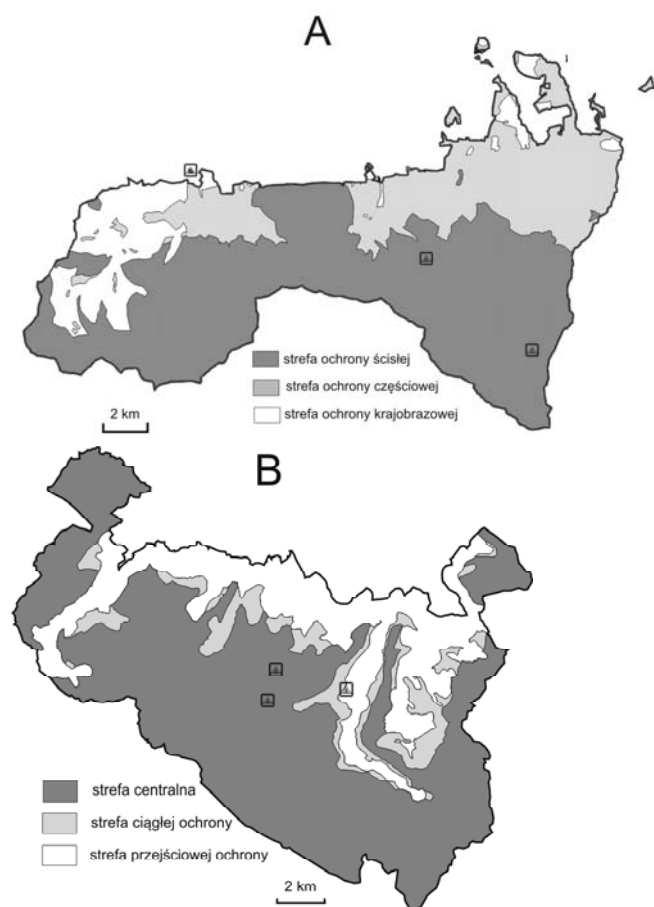 A
strefa ochrony ścisłej
strefa ochrony częściowej
strefa ochrony krajobrazowej
2 km
B
strefa centralna
strefa ciągłej ochrony
strefa przejściowej ochrony
2 km